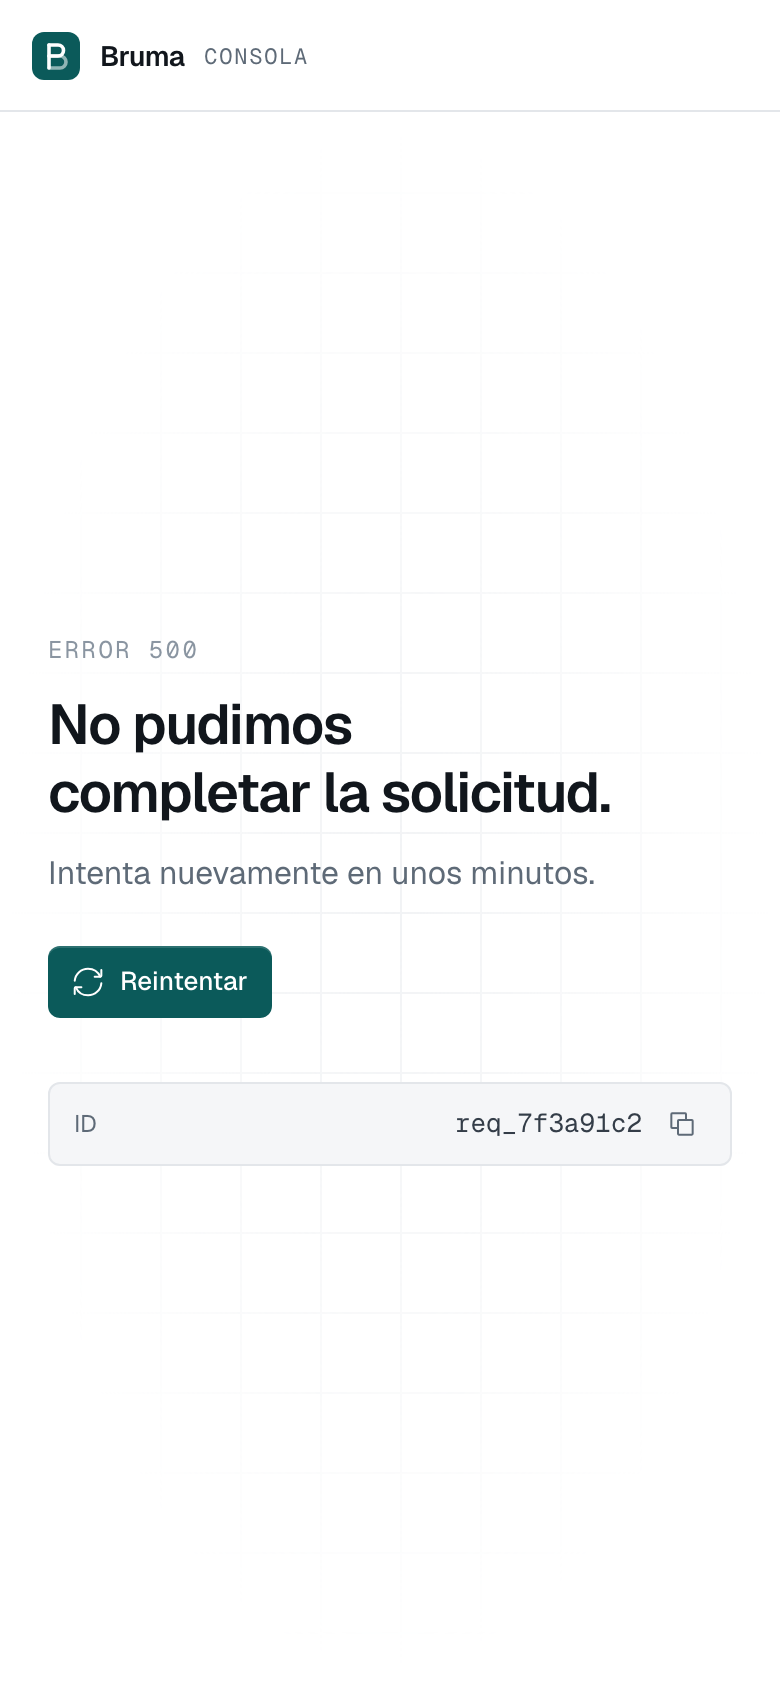 Bruma CONSOLA
ERROR 500
No pudimos
completar la solicitud.
Intenta nuevamente en unos minutos.
Reintentar
ID req_7f3a91c2